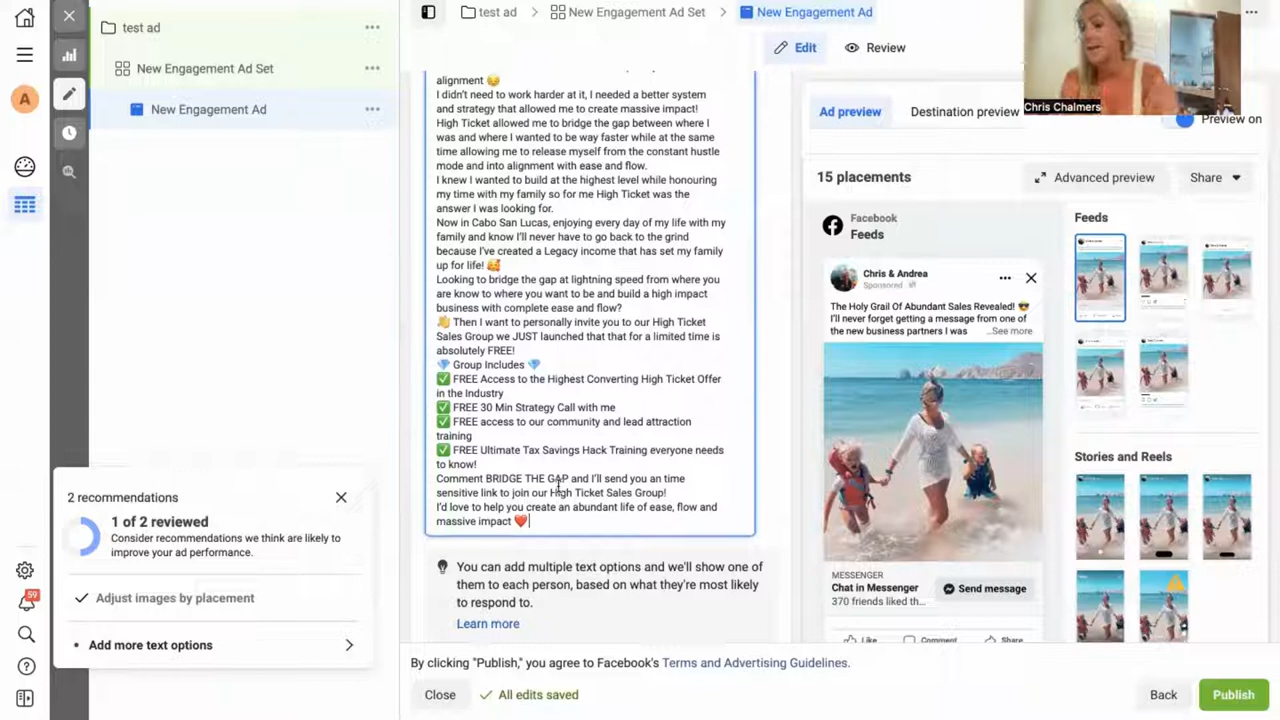 test ad
New Engagement Ad Set
New Engagement Ad
A
test ad > New Engagement Ad Set > New Engagement Ad
Edit
Review
Chris Chalmers
alignment 😔
I didn't need to work harder at it, I needed a better system
and strategy that allowed me to create massive impact!
High Ticket allowed me to bridge the gap between where I
was and where I wanted to be way faster while at the same
time allowing me to release myself from the constant hustle
mode and into alignment with ease and flow.
I knew I wanted to build at the highest level while honouring
my time with my family so for me High Ticket was the
answer I was looking for.
Now in Cabo San Lucas, enjoying every day of my life with my
family and know I'll never have to go back to the grind
because I've created a Legacy income that has set my family
up for life! 🥰
Looking to bridge the gap at lightning speed from where you
are know to where you want to be and build a high impact
business with complete ease and flow?
👋 Then I want to personally invite you to our High Ticket
Sales Group we JUST launched that that for a limited time is
absolutely FREE!
💎 Group Includes 💎
✅ FREE Access to the Highest Converting High Ticket Offer
in the Industry
✅ FREE 30 Min Strategy Call with me
✅ FREE access to our community and lead attraction
training
✅ FREE Ultimate Tax Savings Hack Training everyone needs
to know!
Comment BRIDGE THE GAP and I'll send you an time
sensitive link to join our High Ticket Sales Group!
I'd love to help you create an abundant life of ease, flow and
massive impact ❤️
You can add multiple text options and we'll show one of
them to each person, based on what they're most likely
to respond to.
Learn more
Ad preview
Destination preview
Preview on
15 placements
Advanced preview
Share
Facebook
Feeds
Chris & Andrea
Sponsored
The Holy Grail Of Abundant Sales Revealed! 😎
I'll never forget getting a message from one of
the new business partners I was ...See more
MESSENGER
Chat in Messenger
370 friends liked th...
Send message
Like
Comment
Share
Feeds
Stories and Reels
2 recommendations
1 of 2 reviewed
Consider recommendations we think are likely to
improve your ad performance.
Adjust images by placement
Add more text options
59
By clicking "Publish," you agree to Facebook's Terms and Advertising Guidelines.
Close
All edits saved
Back
Publish